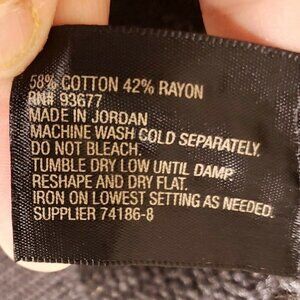 58% COTTON 42% RAYON
RN# 93677
MADE IN JORDAN
MACHINE WASH COLD SEPARATELY.
DO NOT BLEACH.
TUMBLE DRY LOW UNTIL DAMP
RESHAPE AND DRY FLAT.
IRON ON LOWEST SETTING AS NEEDED.
SUPPLIER 74186-8